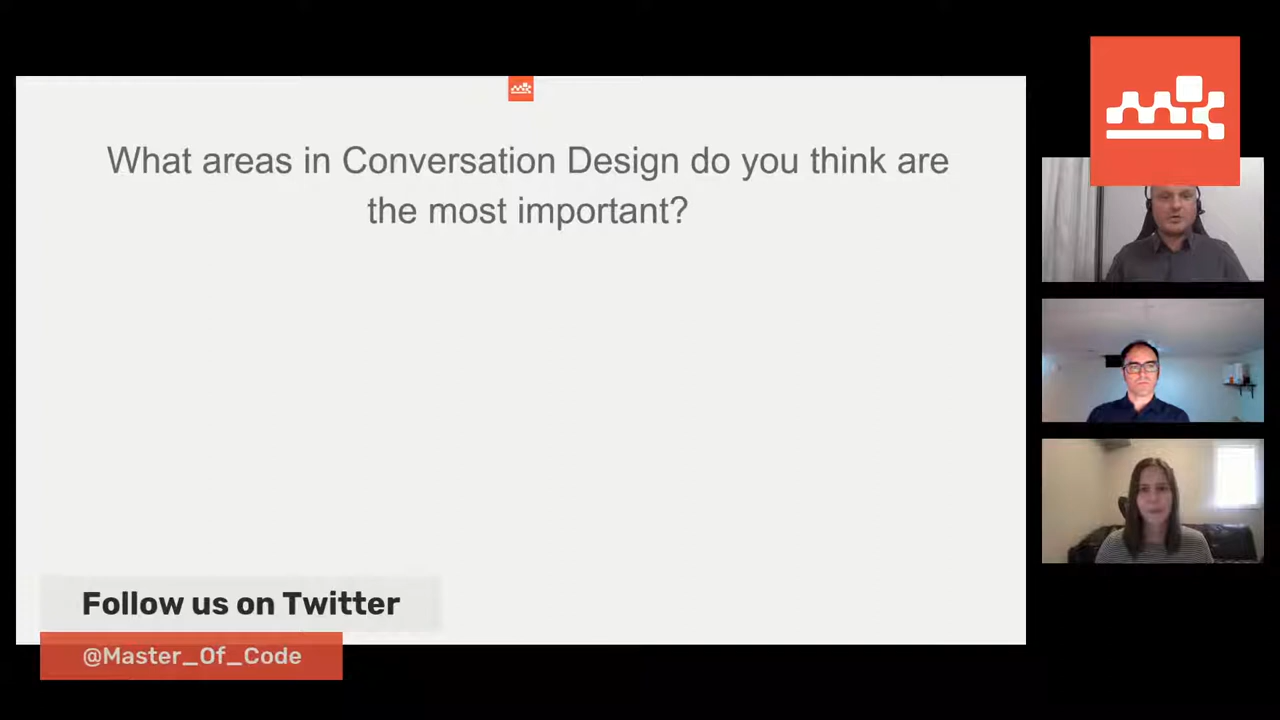 What areas in Conversation Design do you think are
the most important?
Follow us on Twitter
@Master_Of_Code